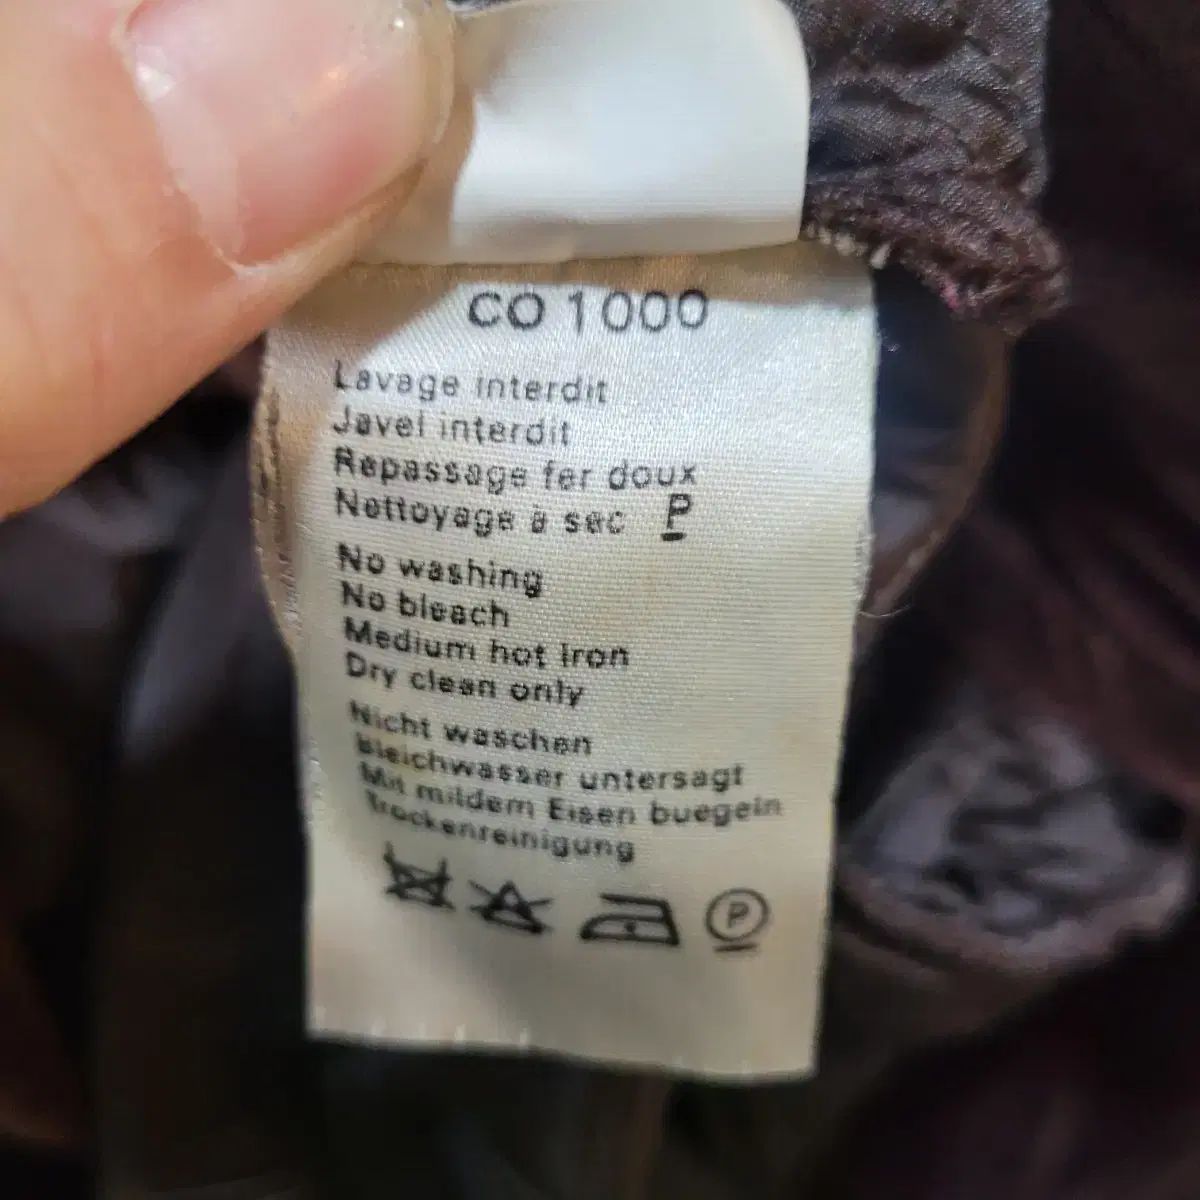 CO 1000
Lavage interdit
Javel interdit
Repassage fer doux
Nettoyage à sec P
No washing
No bleach
Medium hot iron
Dry clean only
Nicht waschen
Bleichwasser untersagt
Mit mildem Eisen buegeln
Trockenreinigung
P